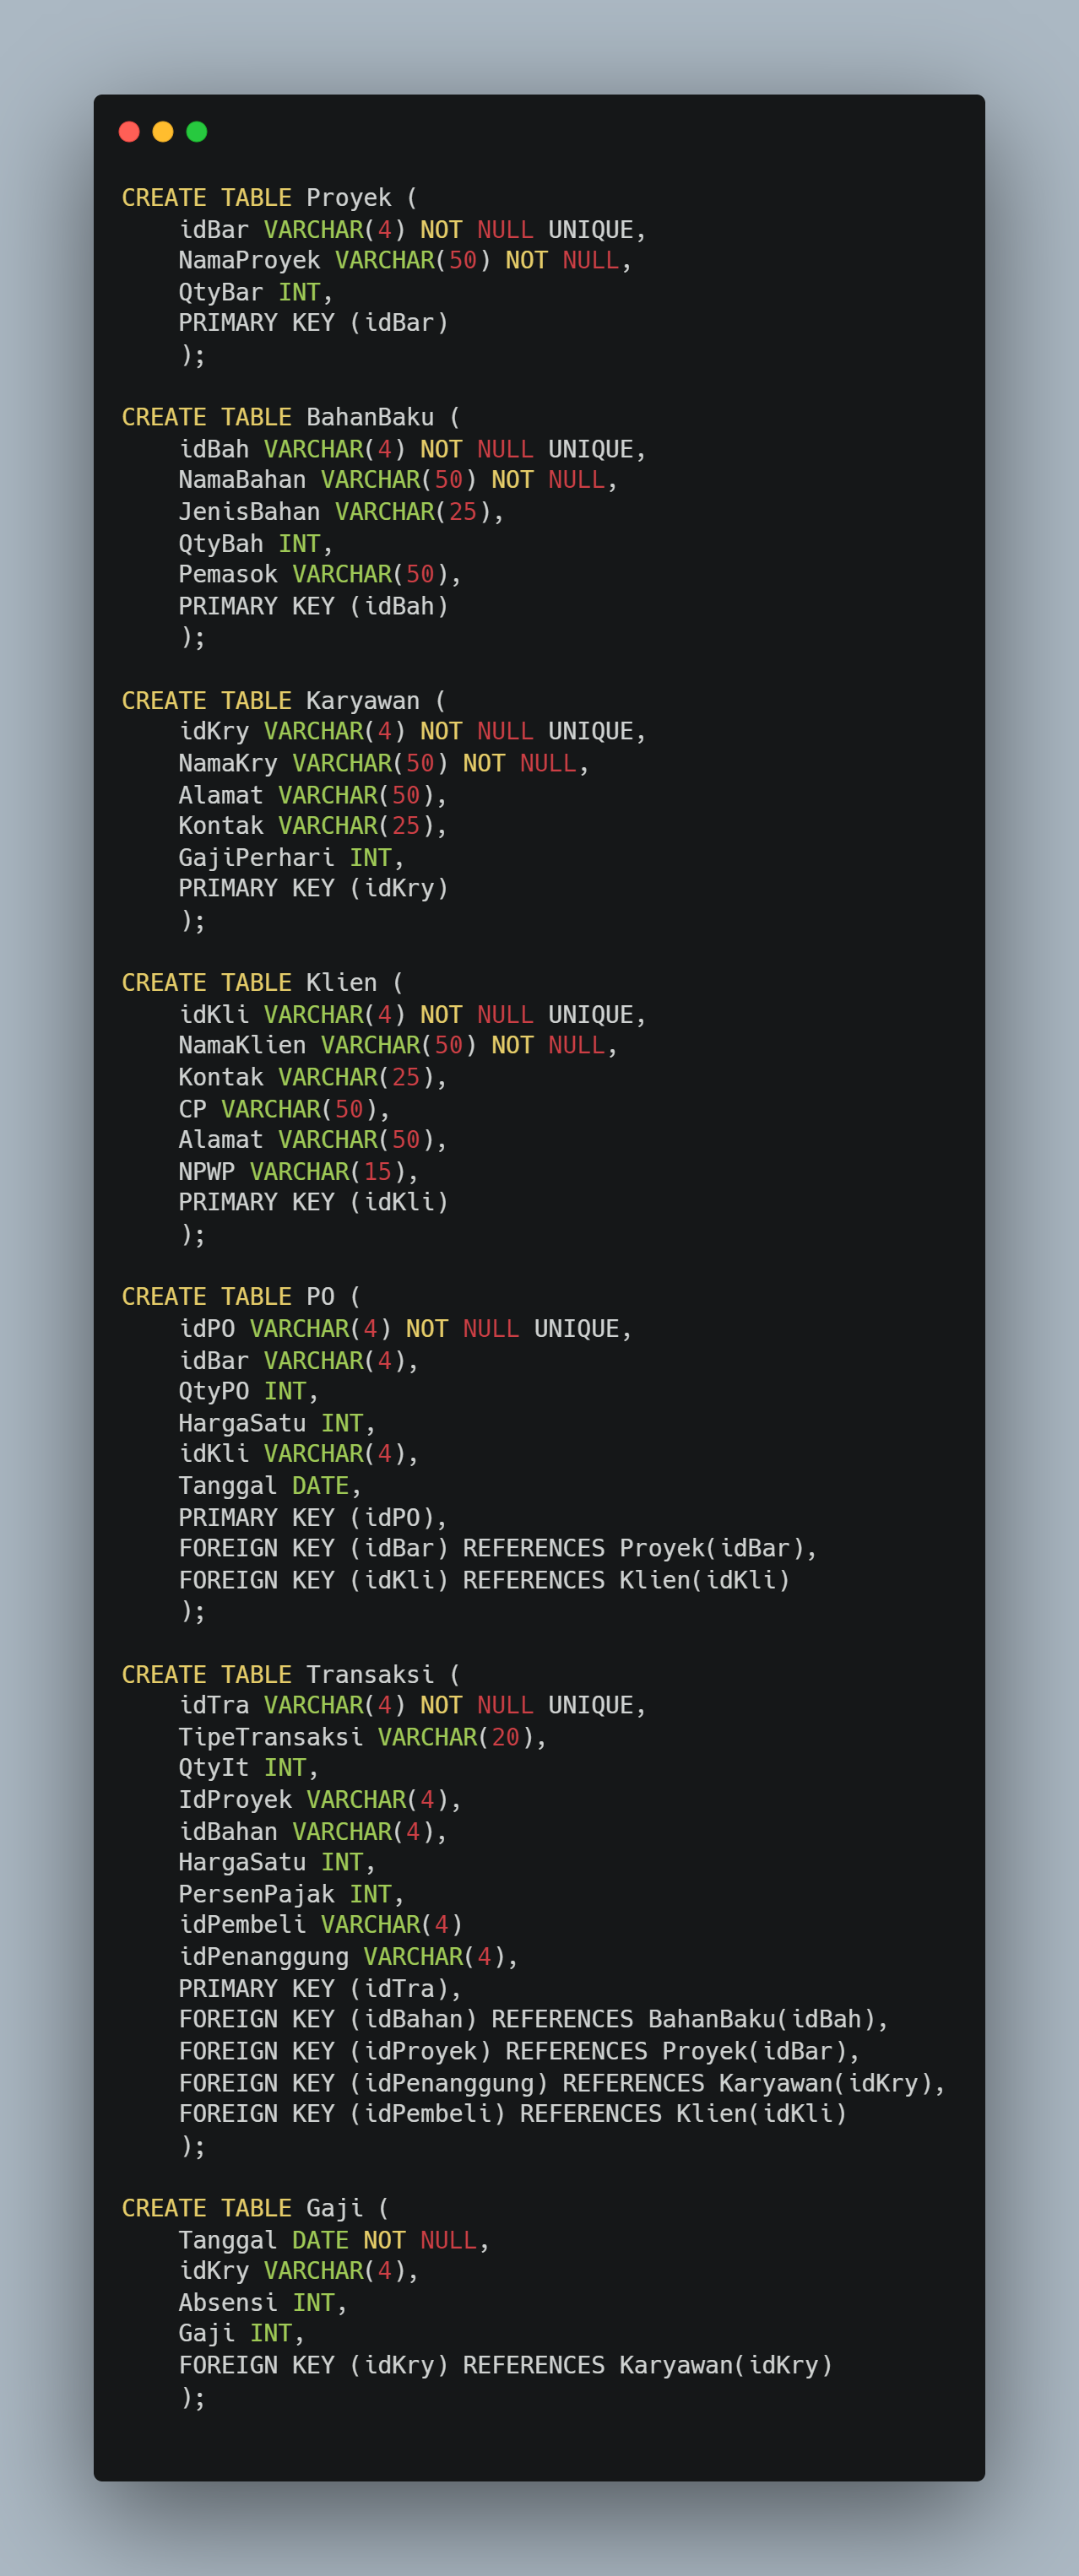 CREATE TABLE Proyek (
    idBar VARCHAR(4) NOT NULL UNIQUE,
    NamaProyek VARCHAR(50) NOT NULL,
    QtyBar INT,
    PRIMARY KEY (idBar)
    );

CREATE TABLE BahanBaku (
    idBah VARCHAR(4) NOT NULL UNIQUE,
    NamaBahan VARCHAR(50) NOT NULL,
    JenisBahan VARCHAR(25),
    QtyBah INT,
    Pemasok VARCHAR(50),
    PRIMARY KEY (idBah)
    );

CREATE TABLE Karyawan (
    idKry VARCHAR(4) NOT NULL UNIQUE,
    NamaKry VARCHAR(50) NOT NULL,
    Alamat VARCHAR(50),
    Kontak VARCHAR(25),
    GajiPerhari INT,
    PRIMARY KEY (idKry)
    );

CREATE TABLE Klien (
    idKli VARCHAR(4) NOT NULL UNIQUE,
    NamaKlien VARCHAR(50) NOT NULL,
    Kontak VARCHAR(25),
    CP VARCHAR(50),
    Alamat VARCHAR(50),
    NPWP VARCHAR(15),
    PRIMARY KEY (idKli)
    );

CREATE TABLE PO (
    idPO VARCHAR(4) NOT NULL UNIQUE,
    idBar VARCHAR(4),
    QtyPO INT,
    HargaSatu INT,
    idKli VARCHAR(4),
    Tanggal DATE,
    PRIMARY KEY (idPO),
    FOREIGN KEY (idBar) REFERENCES Proyek(idBar),
    FOREIGN KEY (idKli) REFERENCES Klien(idKli)
    );

CREATE TABLE Transaksi (
    idTra VARCHAR(4) NOT NULL UNIQUE,
    TipeTransaksi VARCHAR(20),
    QtyIt INT,
    IdProyek VARCHAR(4),
    idBahan VARCHAR(4),
    HargaSatu INT,
    PersenPajak INT,
    idPembeli VARCHAR(4)
    idPenanggung VARCHAR(4),
    PRIMARY KEY (idTra),
    FOREIGN KEY (idBahan) REFERENCES BahanBaku(idBah),
    FOREIGN KEY (idProyek) REFERENCES Proyek(idBar),
    FOREIGN KEY (idPenanggung) REFERENCES Karyawan(idKry),
    FOREIGN KEY (idPembeli) REFERENCES Klien(idKli)
    );

CREATE TABLE Gaji (
    Tanggal DATE NOT NULL,
    idKry VARCHAR(4),
    Absensi INT,
    Gaji INT,
    FOREIGN KEY (idKry) REFERENCES Karyawan(idKry)
    );